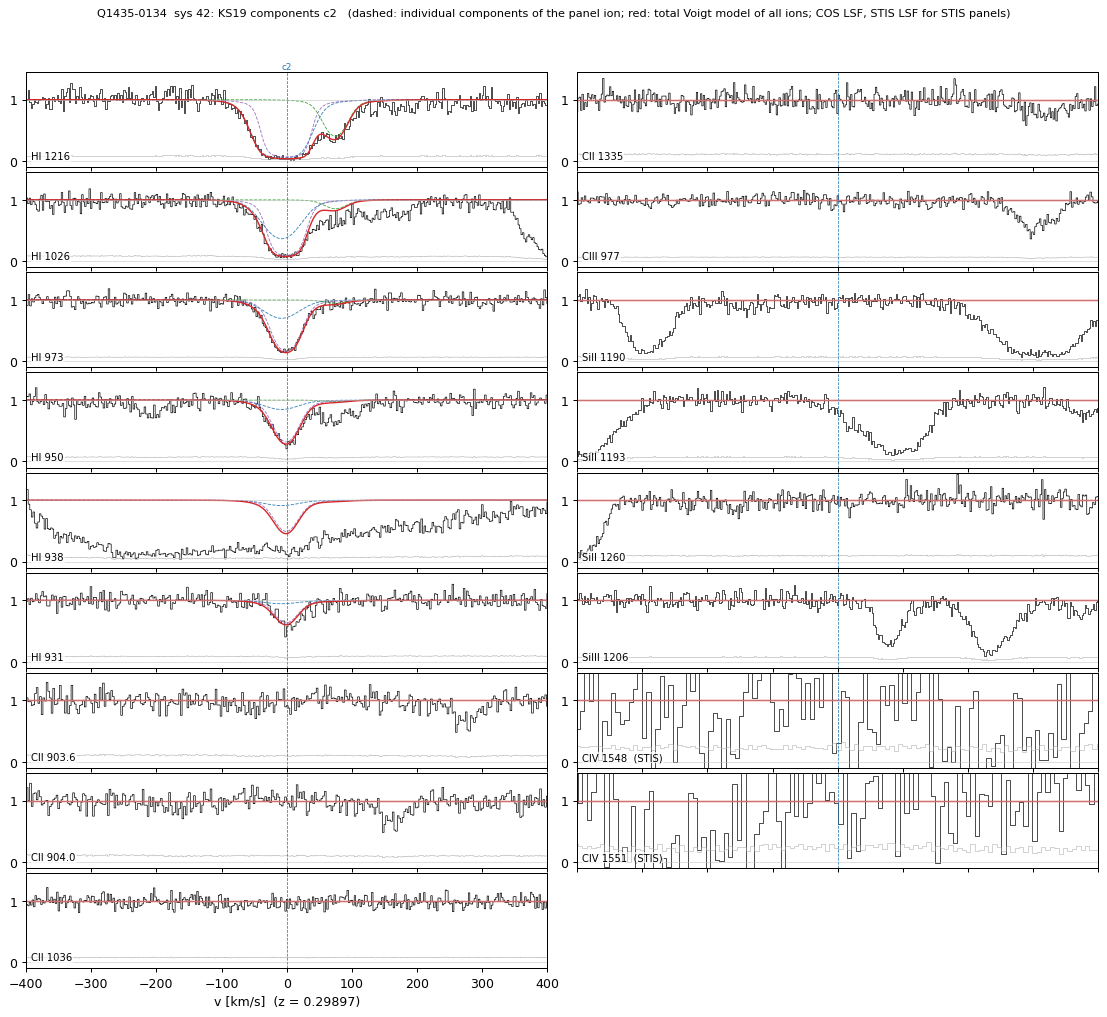 Q1435-0134  sys 42: KS19 components c2   (dashed: individual components of the panel ion; red: total Voigt model of all ions; COS LSF, STIS LSF for STIS panels)
c2
1
0
HI 1216
1
0
HI 1026
1
0
HI 973
1
0
HI 950
1
0
HI 938
1
0
HI 931
1
0
CII 903.6
1
0
CII 904.0
1
0
CII 1036
−400 −300 −200 −100 0 100 200 300 400
v [km/s]  (z = 0.29897)
1
0
CII 1335
1
0
CIII 977
1
0
SiII 1190
1
0
SiII 1193
1
0
SiII 1260
1
0
SiIII 1206
1
0
CIV 1548  (STIS)
1
0
CIV 1551  (STIS)